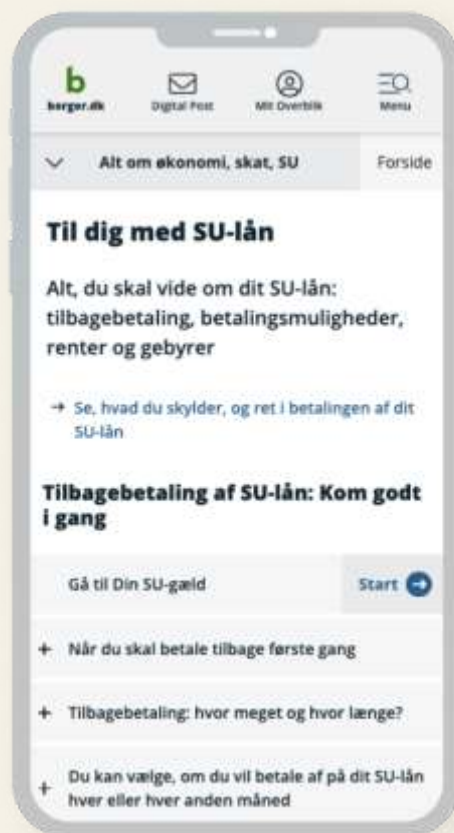 b
borger.dk
Digital Post
Mit Overblik
Menu
Alt om økonomi, skat, SU
Forside
Til dig med SU-lån
Alt, du skal vide om dit SU-lån:
tilbagebetaling, betalingsmuligheder,
renter og gebyrer
→ Se, hvad du skylder, og ret i betalingen af dit
SU-lån
Tilbagebetaling af SU-lån: Kom godt
i gang
Gå til Din SU-gæld
Start
+ Når du skal betale tilbage første gang
+ Tilbagebetaling: hvor meget og hvor længe?
+ Du kan vælge, om du vil betale af på dit SU-lån
hver eller hver anden måned